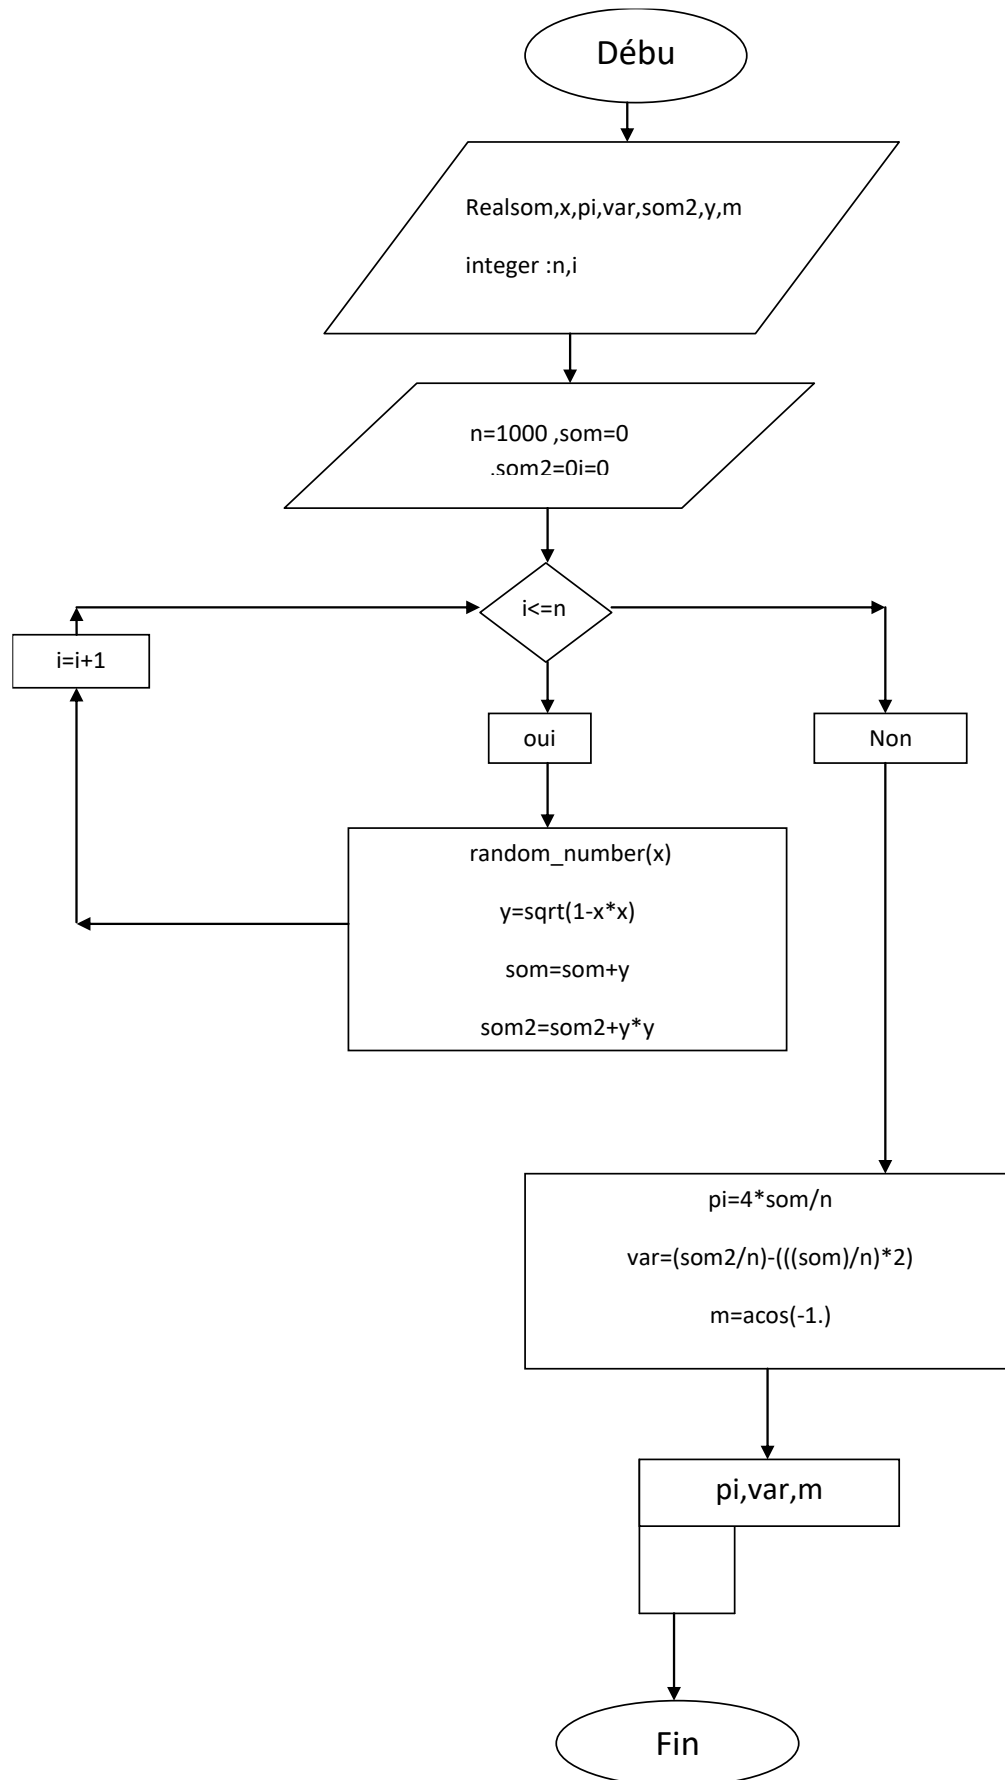 Débu
Realsom,x,pi,var,som2,y,m
integer :n,i
n=1000 ,som=0
.som2=0i=0
i<=n
i=i+1
oui
Non
random_number(x)
y=sqrt(1-x*x)
som=som+y
som2=som2+y*y
pi=4*som/n
var=(som2/n)-(((som)/n)*2)
m=acos(-1.)
pi,var,m
Fin